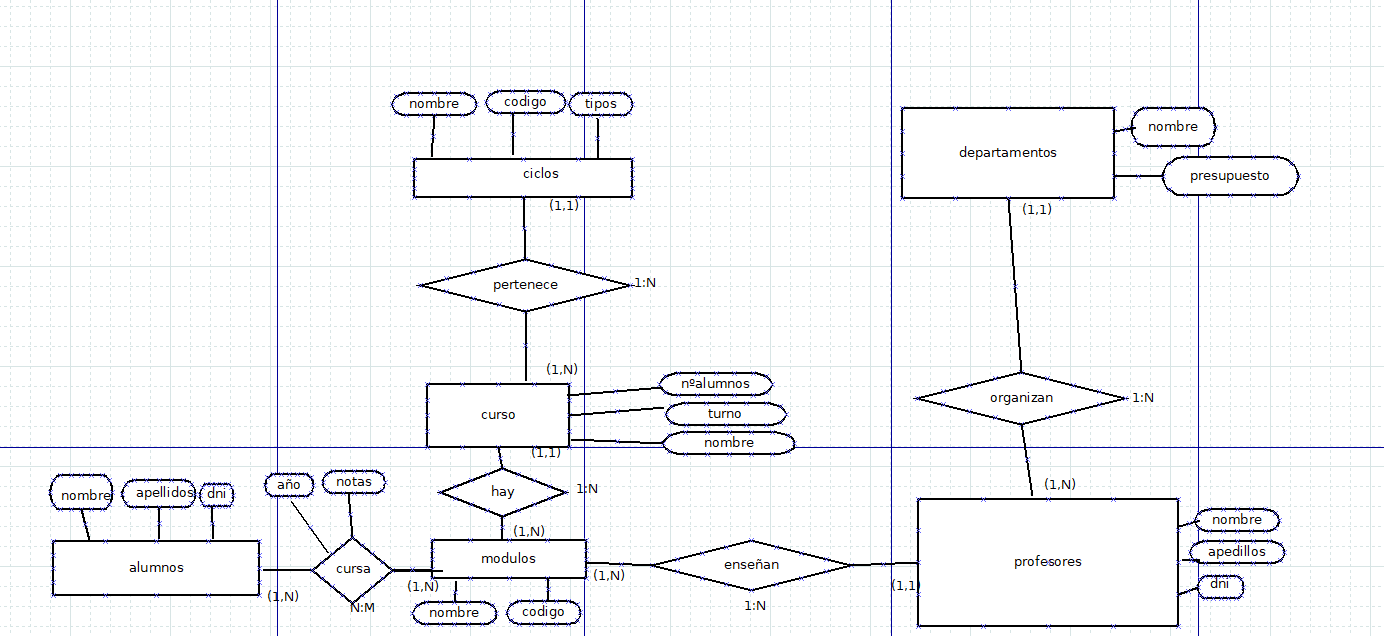 nombre
codigo
tipos
ciclos
(1,1)
pertenece
1:N
(1,N)
curso
nºalumnos
turno
nombre
(1,1)
hay
1:N
(1,N)
departamentos
nombre
presupuesto
(1,1)
organizan
1:N
(1,N)
nombre
apellidos
dni
alumnos
(1,N)
año
notas
cursa
N:M
(1,N)
modulos
nombre
codigo
(1,N)
enseñan
1:N
(1,1)
profesores
nombre
apedillos
dni